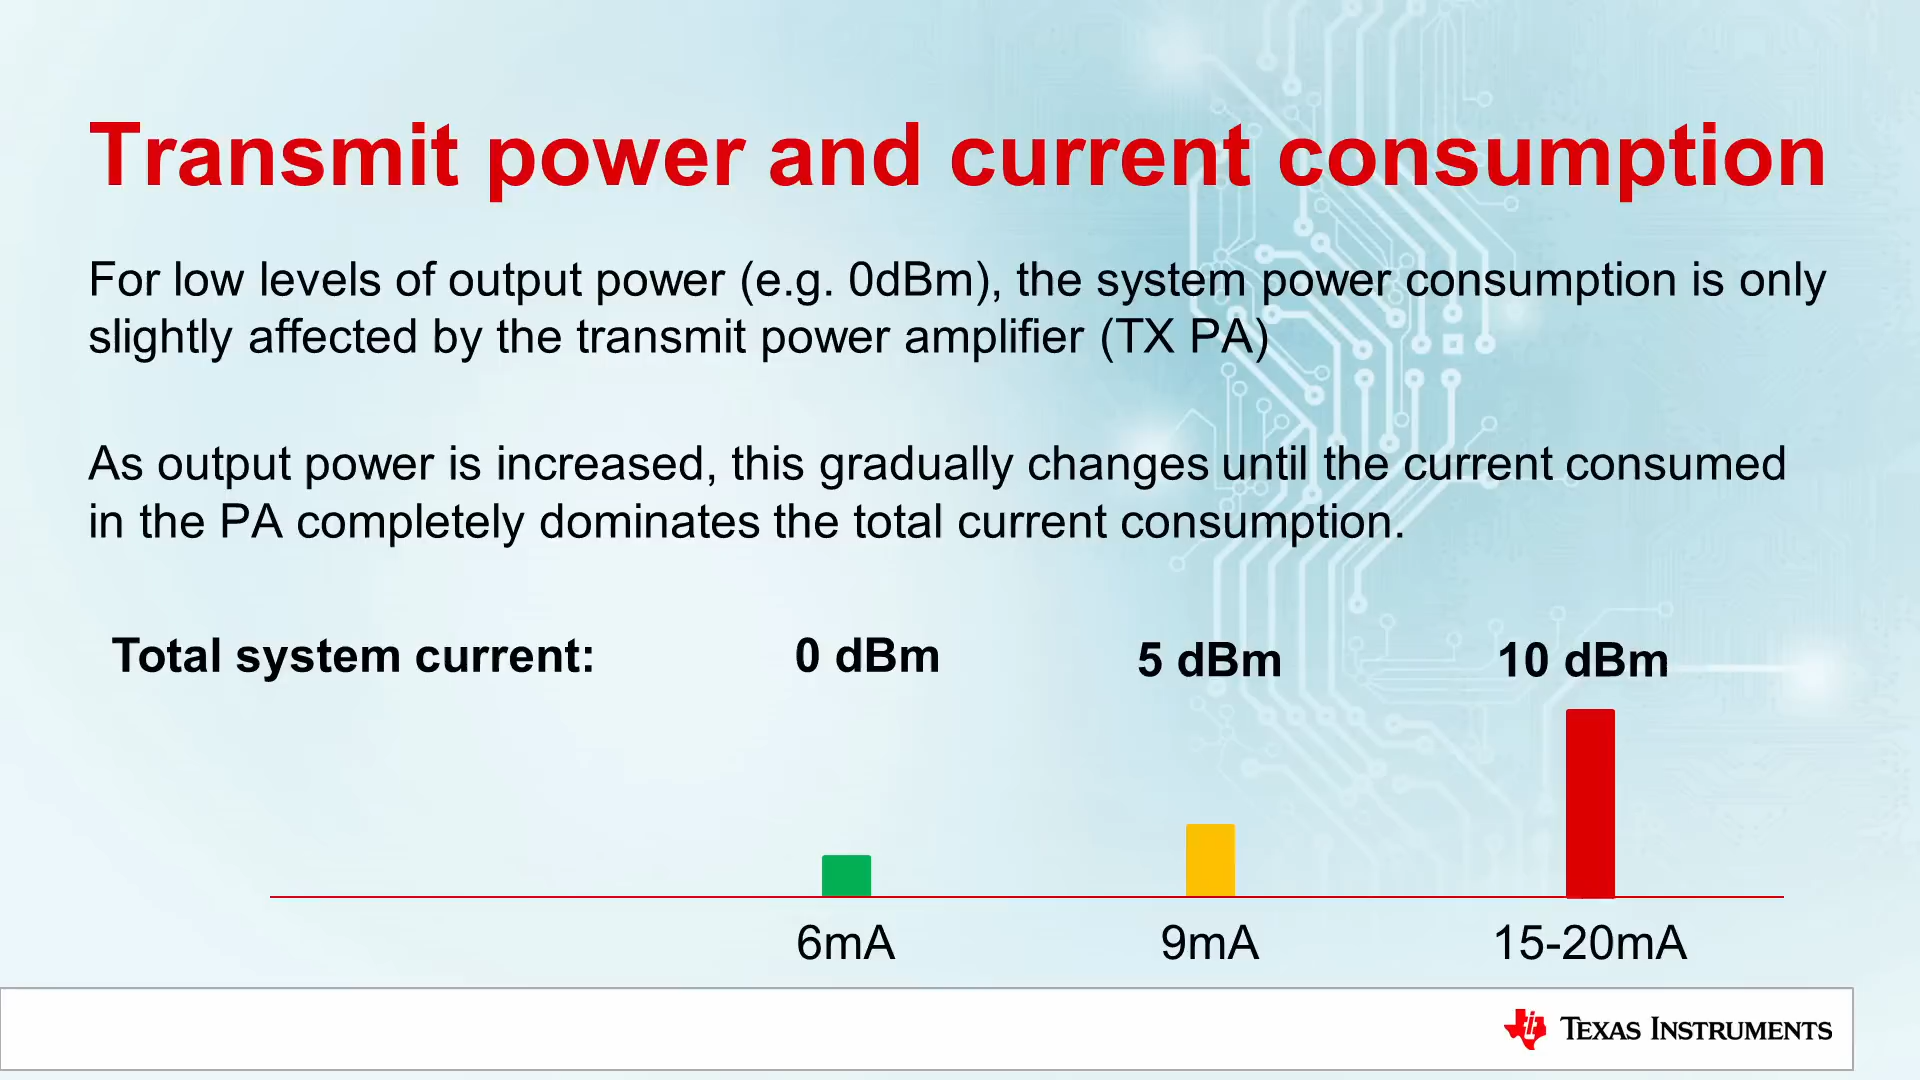 Transmit power and current consumption
For low levels of output power (e.g. 0dBm), the system power consumption is only
slightly affected by the transmit power amplifier (TX PA)
As output power is increased, this gradually changes until the current consumed
in the PA completely dominates the total current consumption.
Total system current: 0 dBm 5 dBm 10 dBm
6mA 9mA 15-20mA
TEXAS INSTRUMENTS